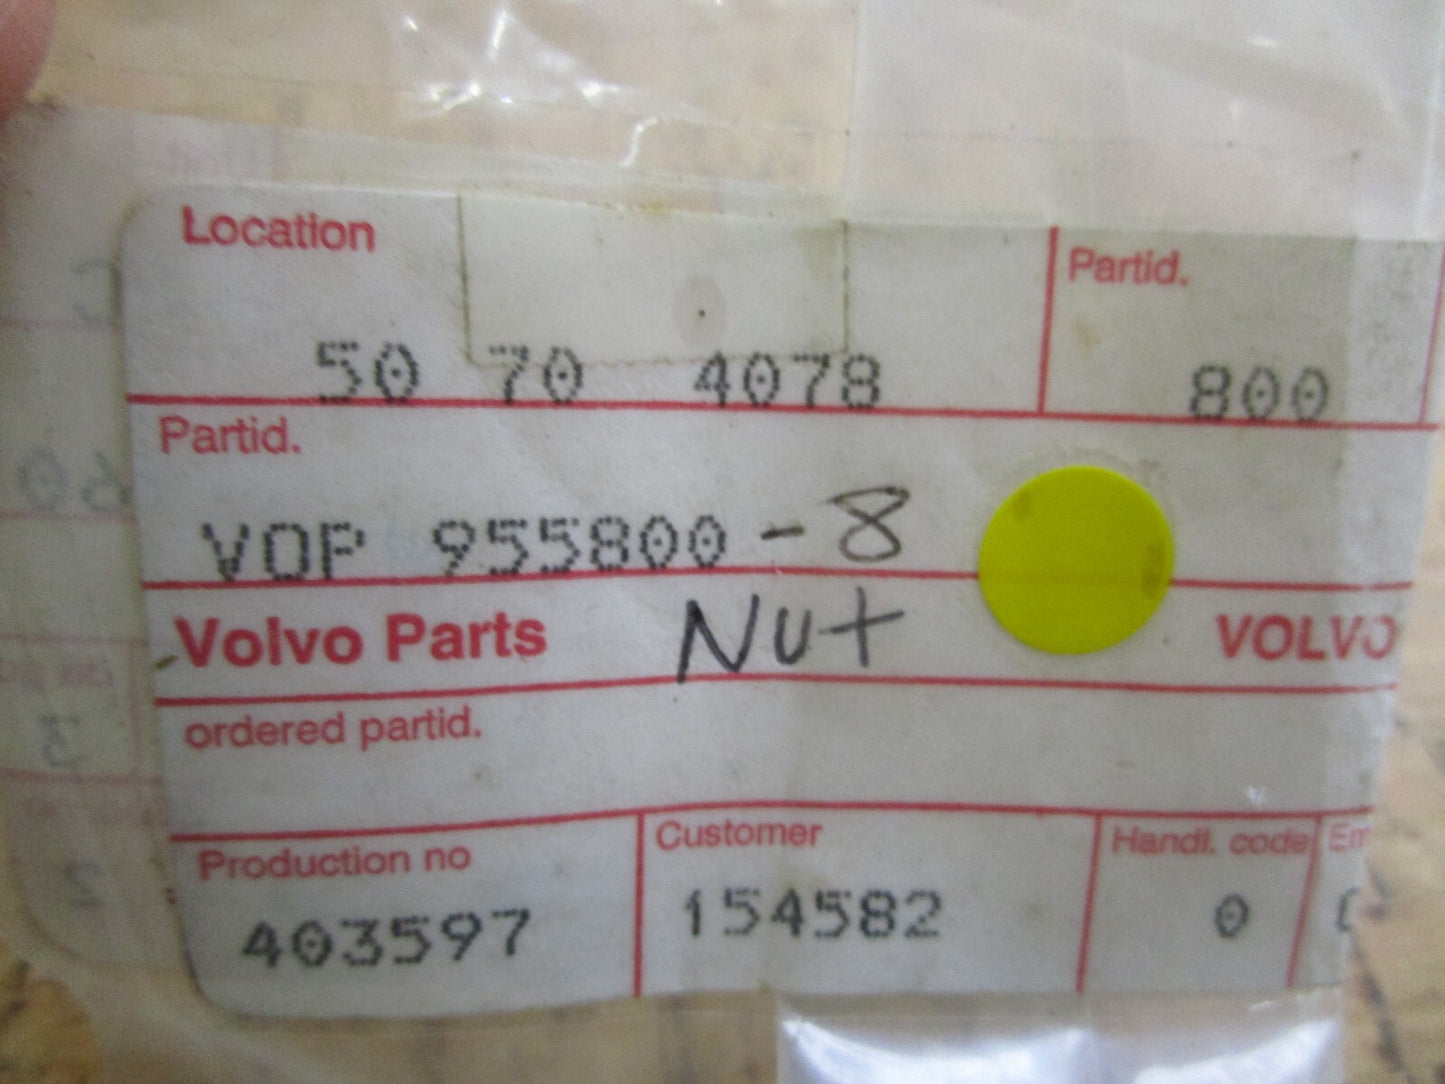 Location Partid.
50 70 4078 800
Partid.
VOP 955800-8
Volvo Parts Nut VOLVO
ordered partid.
Production no Customer Handl. code Em
403597 154582 0